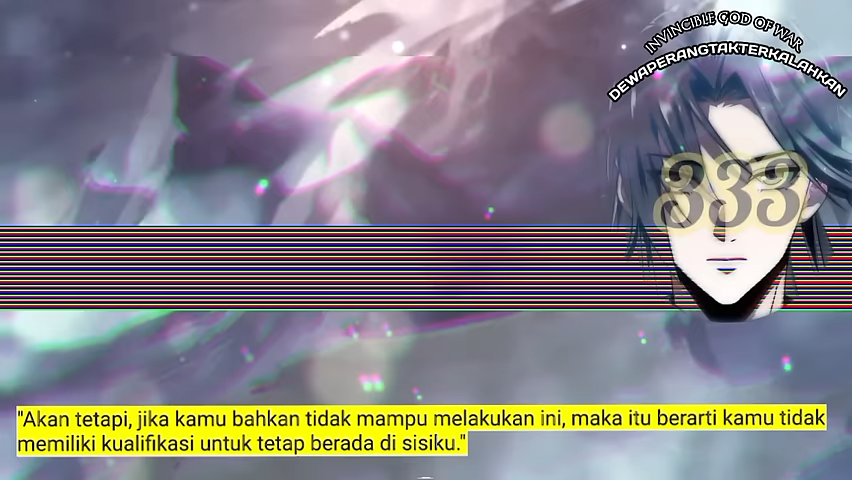 INVINCIBLE GOD OF WAR
DEWAPERANGTAKTERKALAHKAN
333
"Akan tetapi, jika kamu bahkan tidak mampu melakukan ini, maka itu berarti kamu tidak
memiliki kualifikasi untuk tetap berada di sisiku."